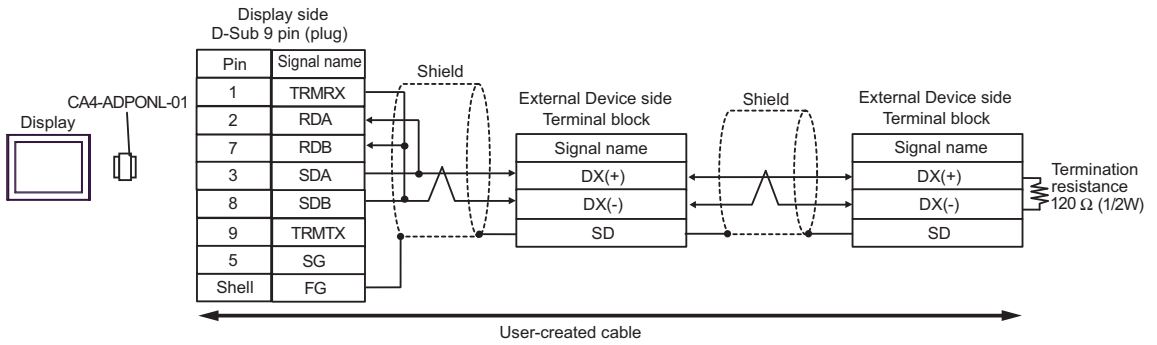 Display side
D-Sub 9 pin (plug)
Pin Signal name
1 TRMRX
2 RDA
7 RDB
3 SDA
8 SDB
9 TRMTX
5 SG
Shell FG
CA4-ADPONL-01
Display
Shield
External Device side
Terminal block
Signal name
DX(+)
DX(-)
SD
Shield
External Device side
Terminal block
Signal name
DX(+)
DX(-)
SD
Termination
resistance
120 Ω (1/2W)
User-created cable